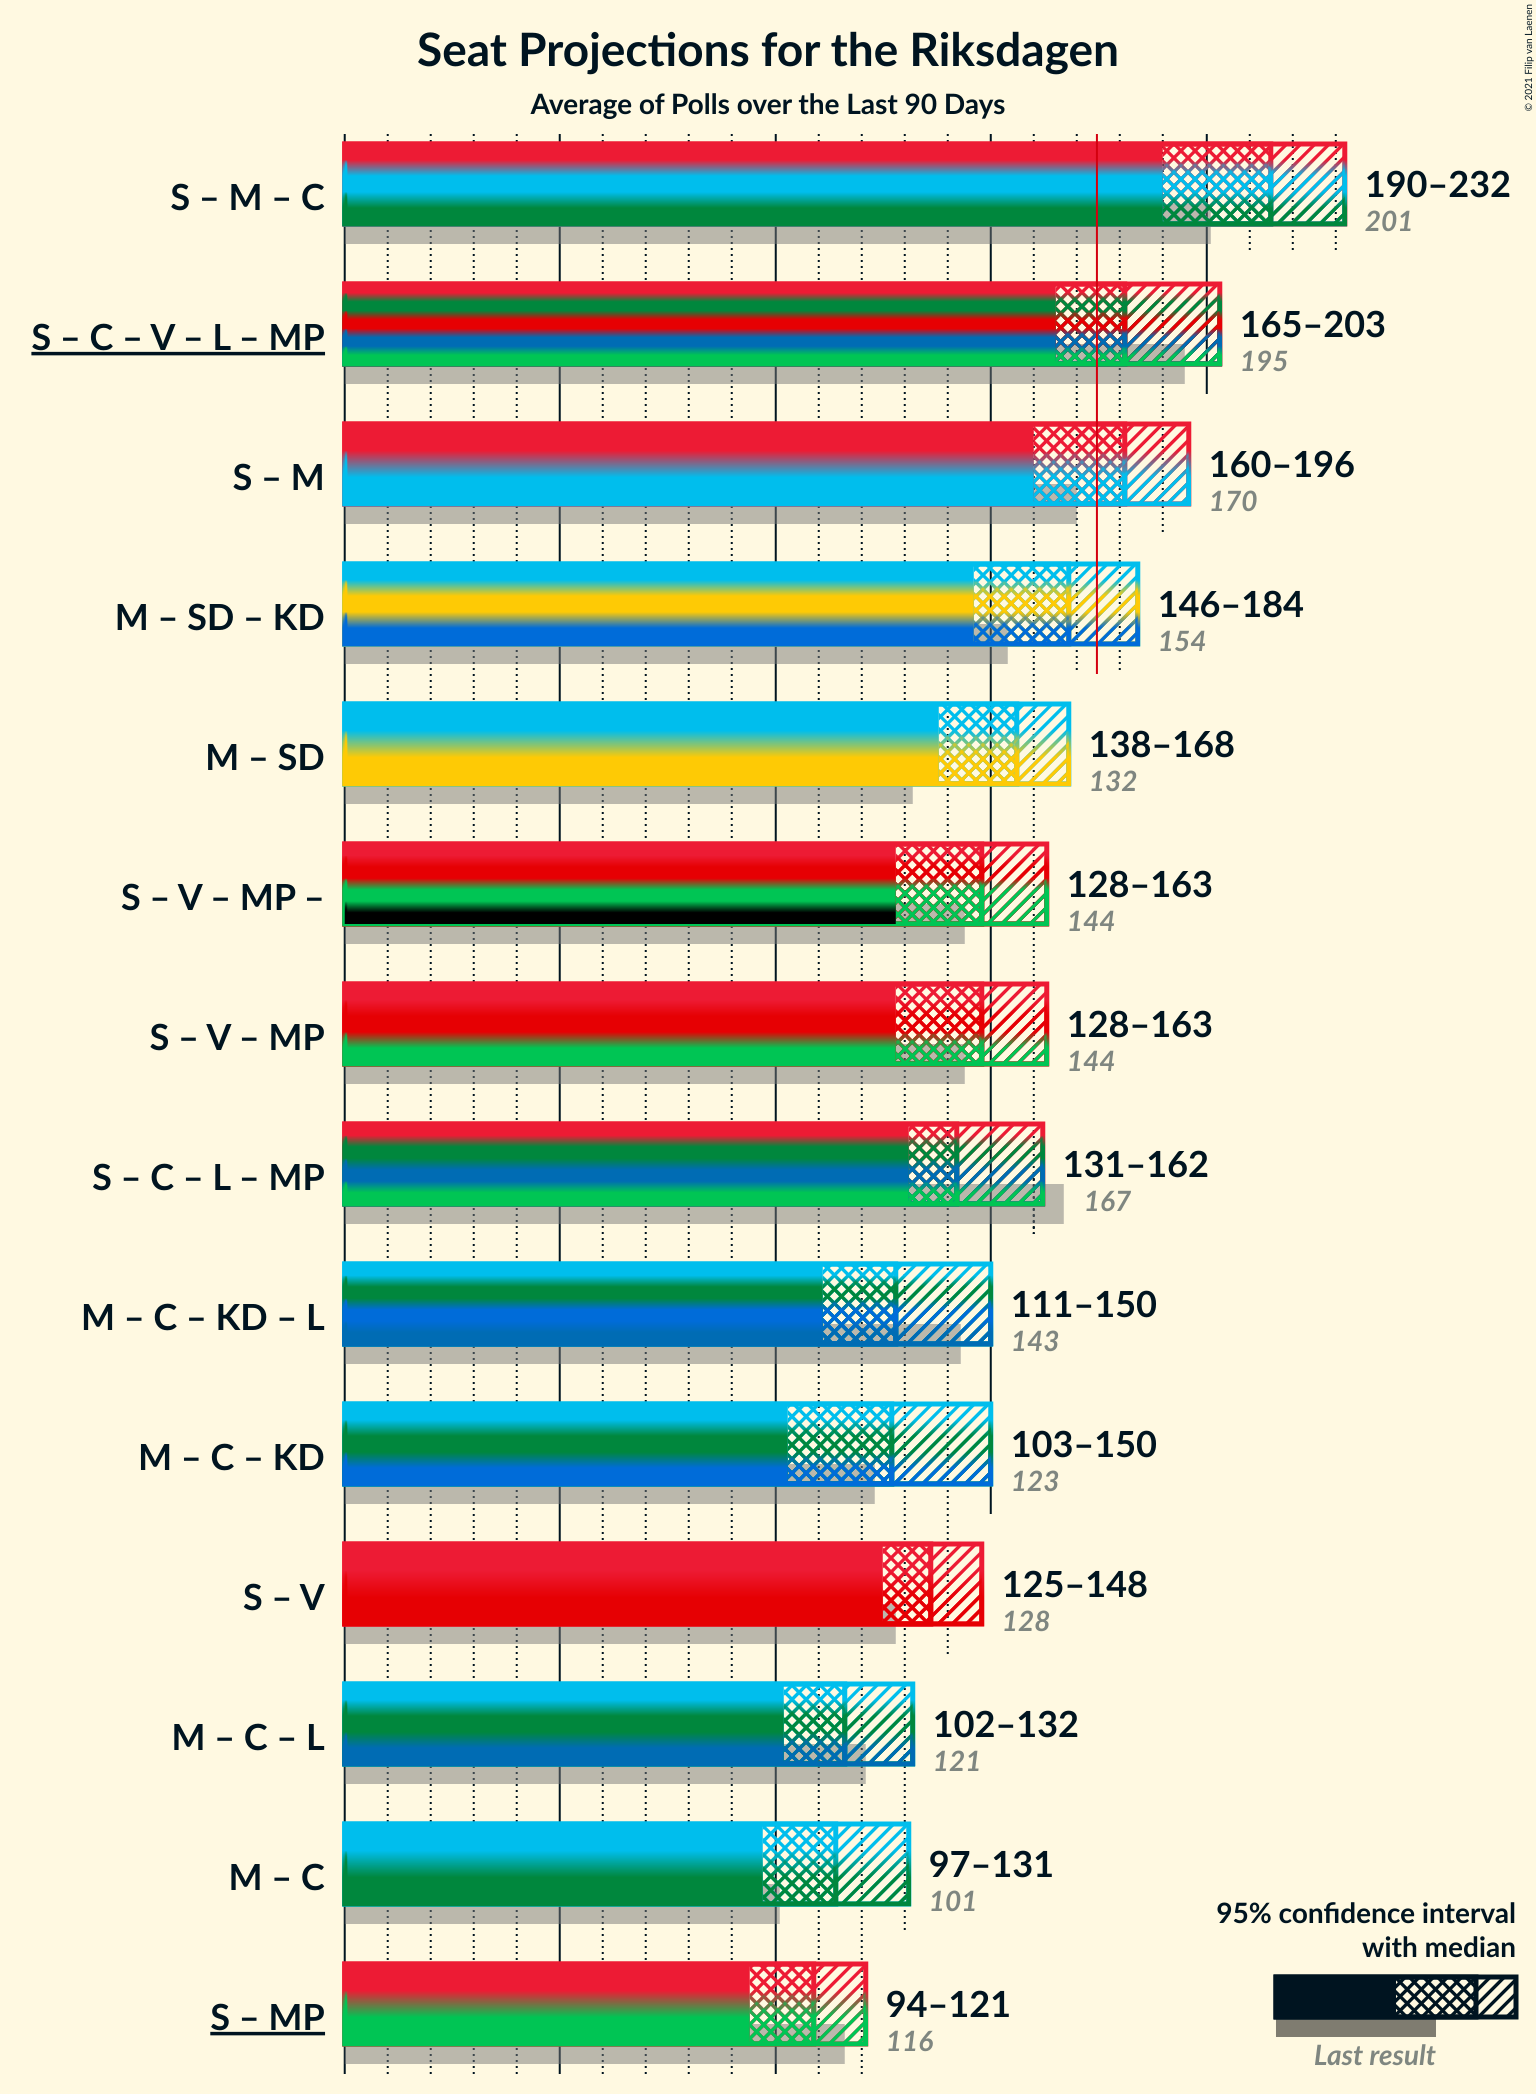 Seat Projections for the Riksdagen
Average of Polls over the Last 90 Days
© 2021 Filip van Laenen
S – M – C
190–232
201
S – C – V – L – MP
165–203
195
S – M
160–196
170
M – SD – KD
146–184
154
M – SD
138–168
132
S – V – MP –
128–163
144
S – V – MP
128–163
144
S – C – L – MP
131–162
167
M – C – KD – L
111–150
143
M – C – KD
103–150
123
S – V
125–148
128
M – C – L
102–132
121
M – C
97–131
101
S – MP
94–121
116
95% confidence interval
with median
Last result